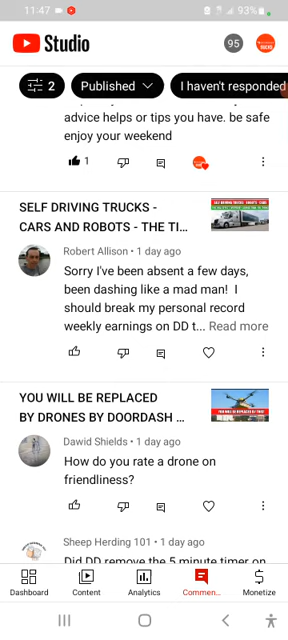 11:47
93%
Studio
95
2
Published
I haven't responded
advice helps or tips you have. be safe
enjoy your weekend
1
SELF DRIVING TRUCKS -
CARS AND ROBOTS - THE TI...
Robert Allison • 1 day ago
Sorry I've been absent a few days,
been dashing like a mad man! I
should break my personal record
weekly earnings on DD t... Read more
YOU WILL BE REPLACED
BY DRONES BY DOORDASH ...
Dawid Shields • 1 day ago
How do you rate a drone on
friendliness?
Sheep Herding 101 • 1 day ago
Did DD remove the 5 minute timer on
Dashboard
Content
Analytics
Commen...
Monetize